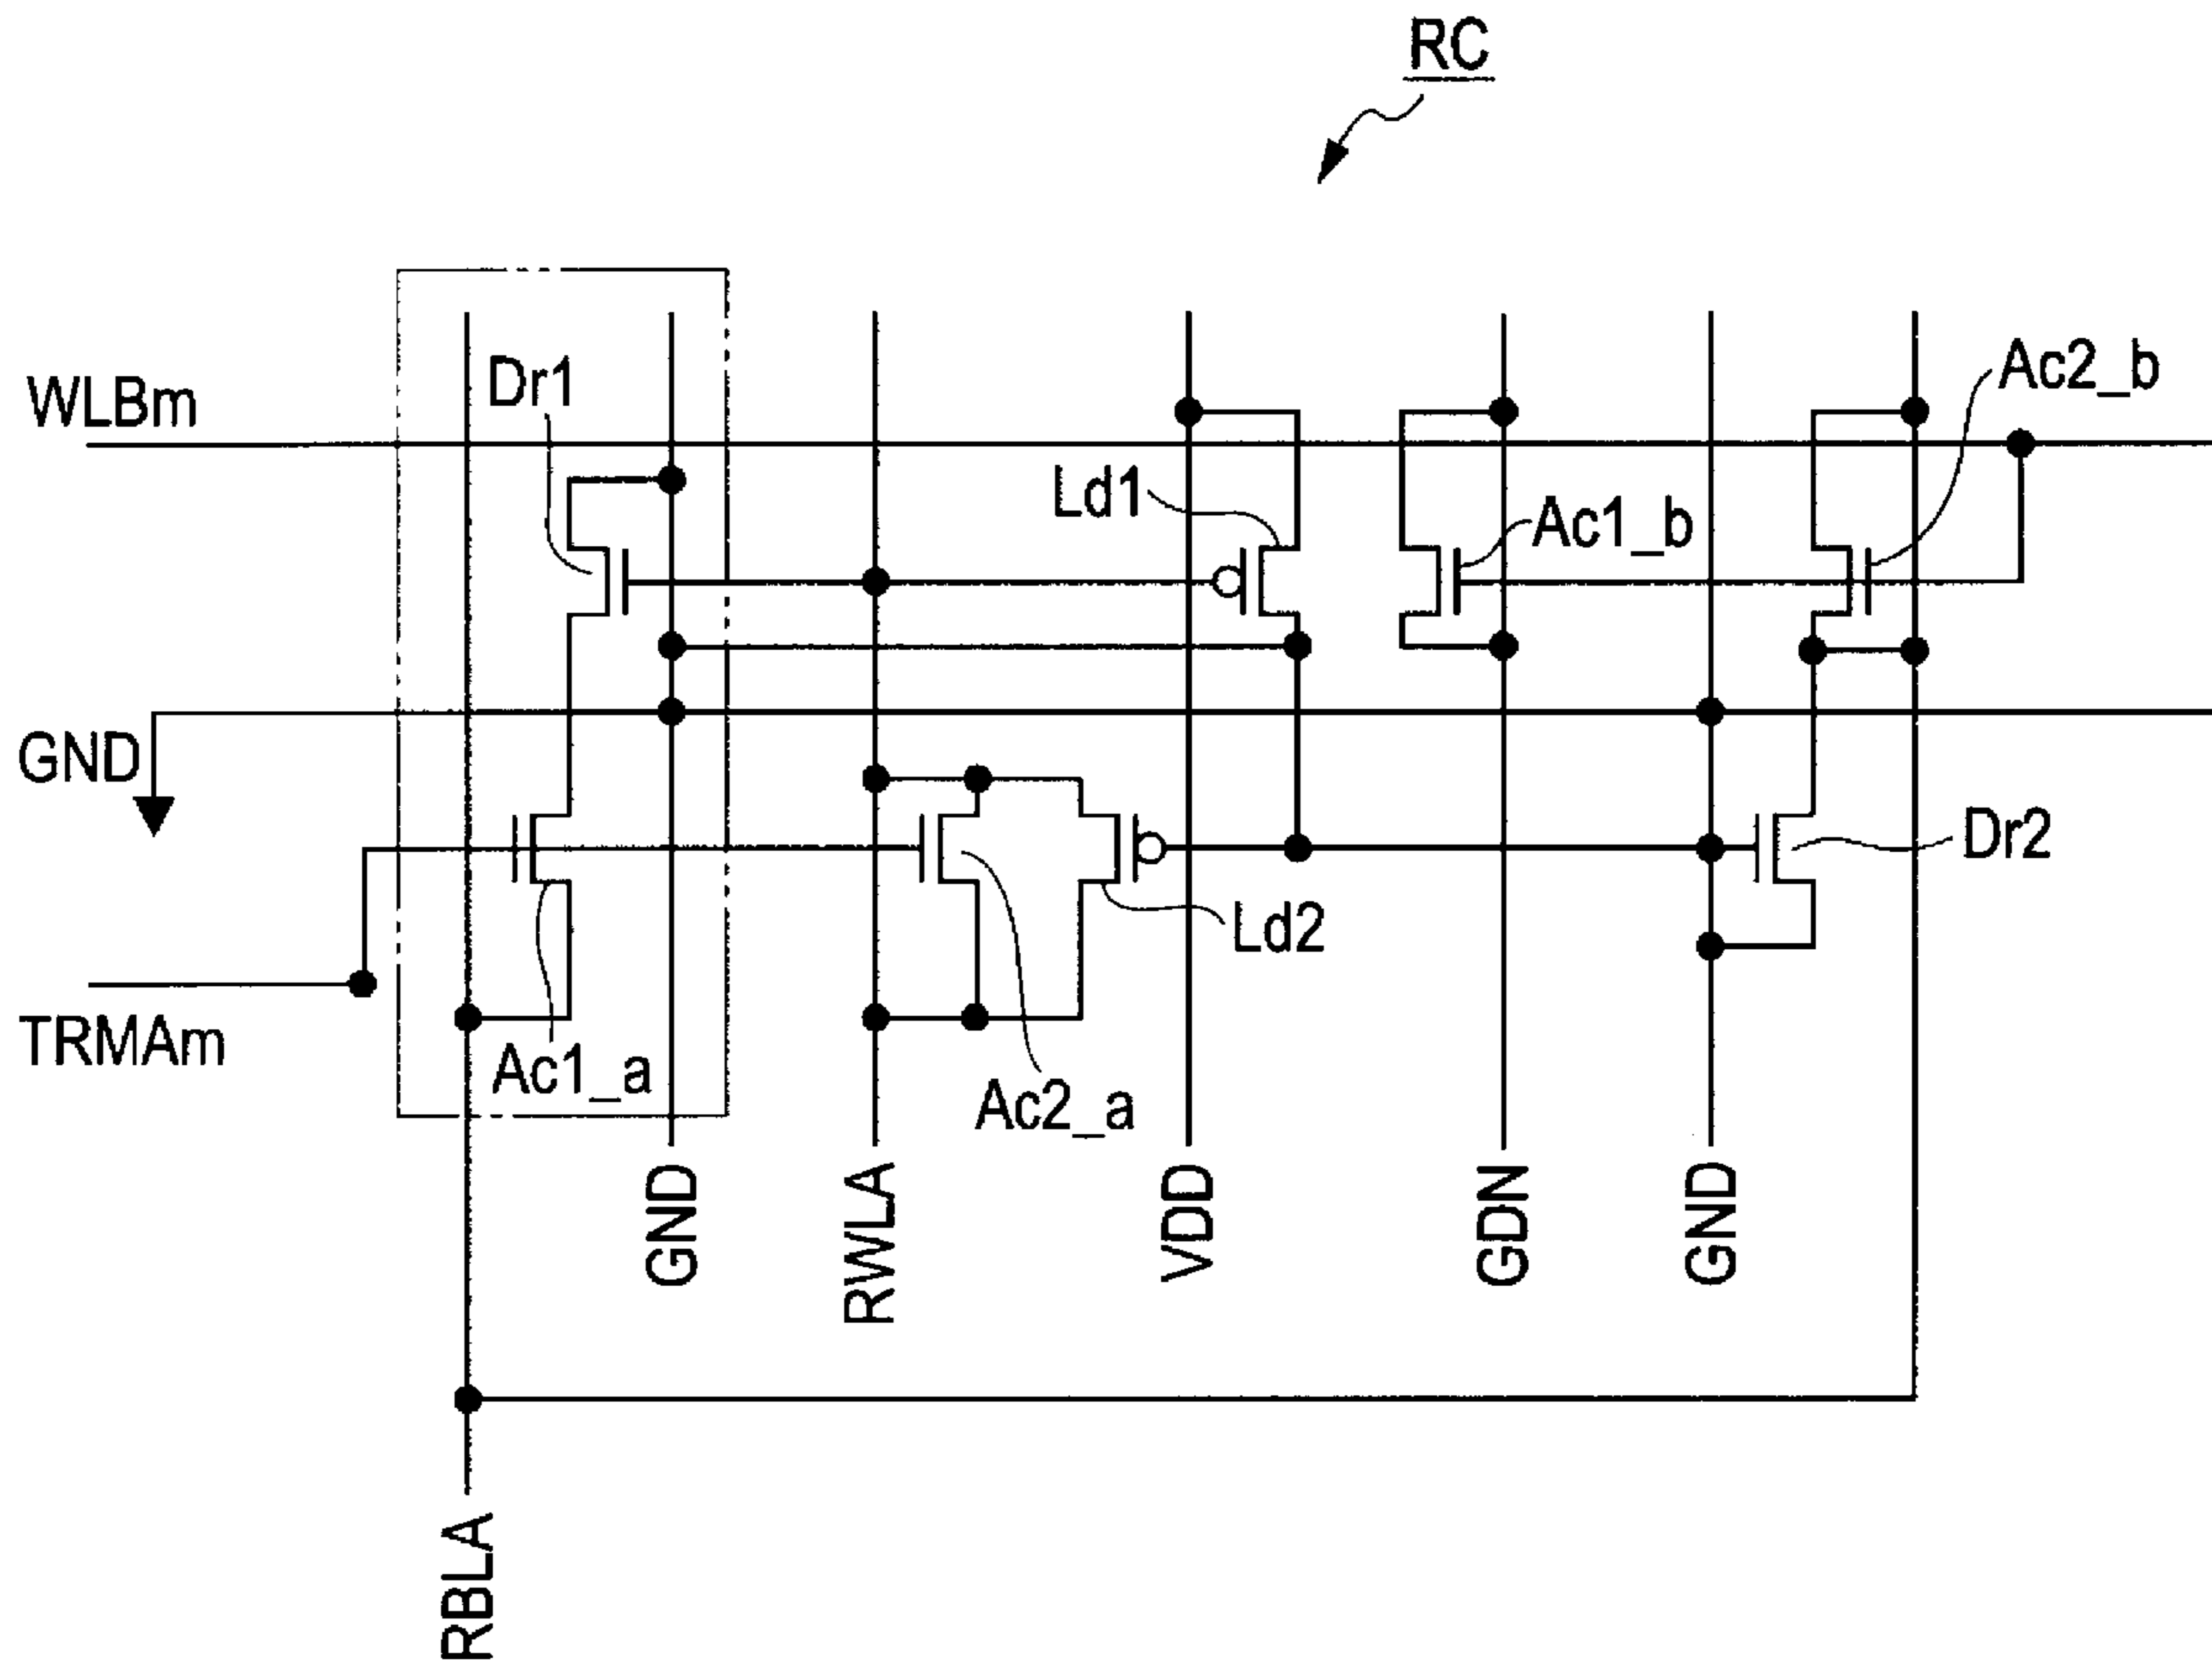 RC
WLBm
Dr1
Ac2_b
Ld1
Ac1_b
GND
Dr2
Ld2
TRMAm
Ac1_a
Ac2_a
GND
RWLA
VDD
GDN
GND
RBLA